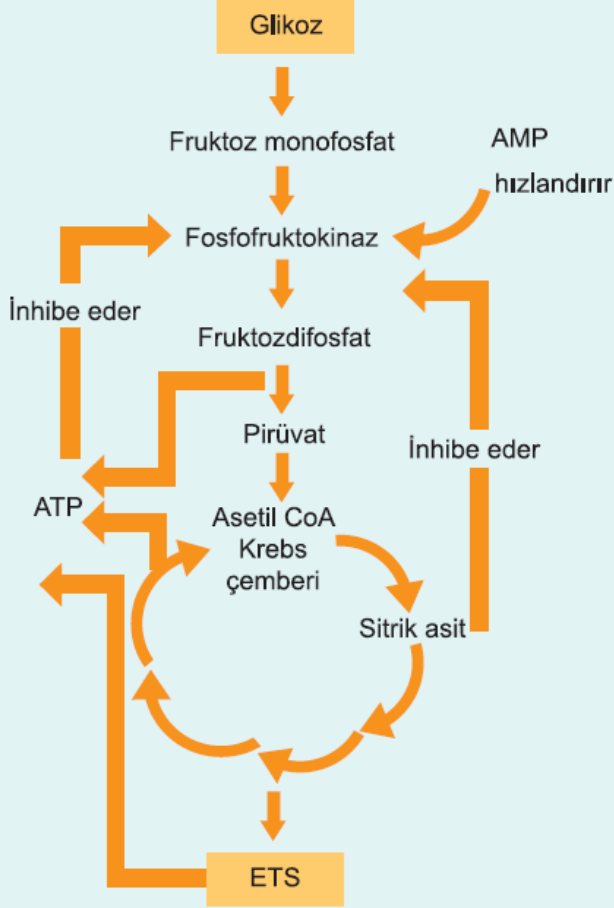 Glikoz
Fruktoz monofosfat
AMP
hızlandırır
Fosfofruktokinaz
İnhibe eder
Fruktozdifosfat
Pirüvat
İnhibe eder
ATP
Asetil CoA
Krebs
çemberi
Sitrik asit
ETS